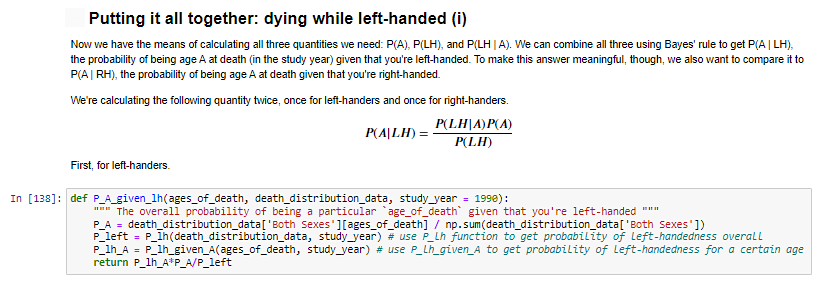 Putting it all together: dying while left-handed (i)
Now we have the means of calculating all three quantities we need: P(A), P(LH), and P(LH | A). We can combine all three using Bayes' rule to get P(A | LH),
the probability of being age A at death (in the study year) given that you're left-handed. To make this answer meaningful, though, we also want to compare it to
P(A | RH), the probability of being age A at death given that you're right-handed.
We're calculating the following quantity twice, once for left-handers and once for right-handers.
P(A|LH) = P(LH|A)P(A)
P(LH)
First, for left-handers.
In [138]: def P_A_given_lh(ages_of_death, death_distribution_data, study_year = 1990):
""" The overall probability of being a particular `age_of_death` given that you're left-handed """
P_A = death_distribution_data['Both Sexes'][ages_of_death] / np.sum(death_distribution_data['Both Sexes'])
P_left = P_lh(death_distribution_data, study_year) # use P_lh function to get probability of left-handedness overall
P_lh_A = P_lh_given_A(ages_of_death, study_year) # use P_lh_given_A to get probability of left-handedness for a certain age
return P_lh_A*P_A/P_left